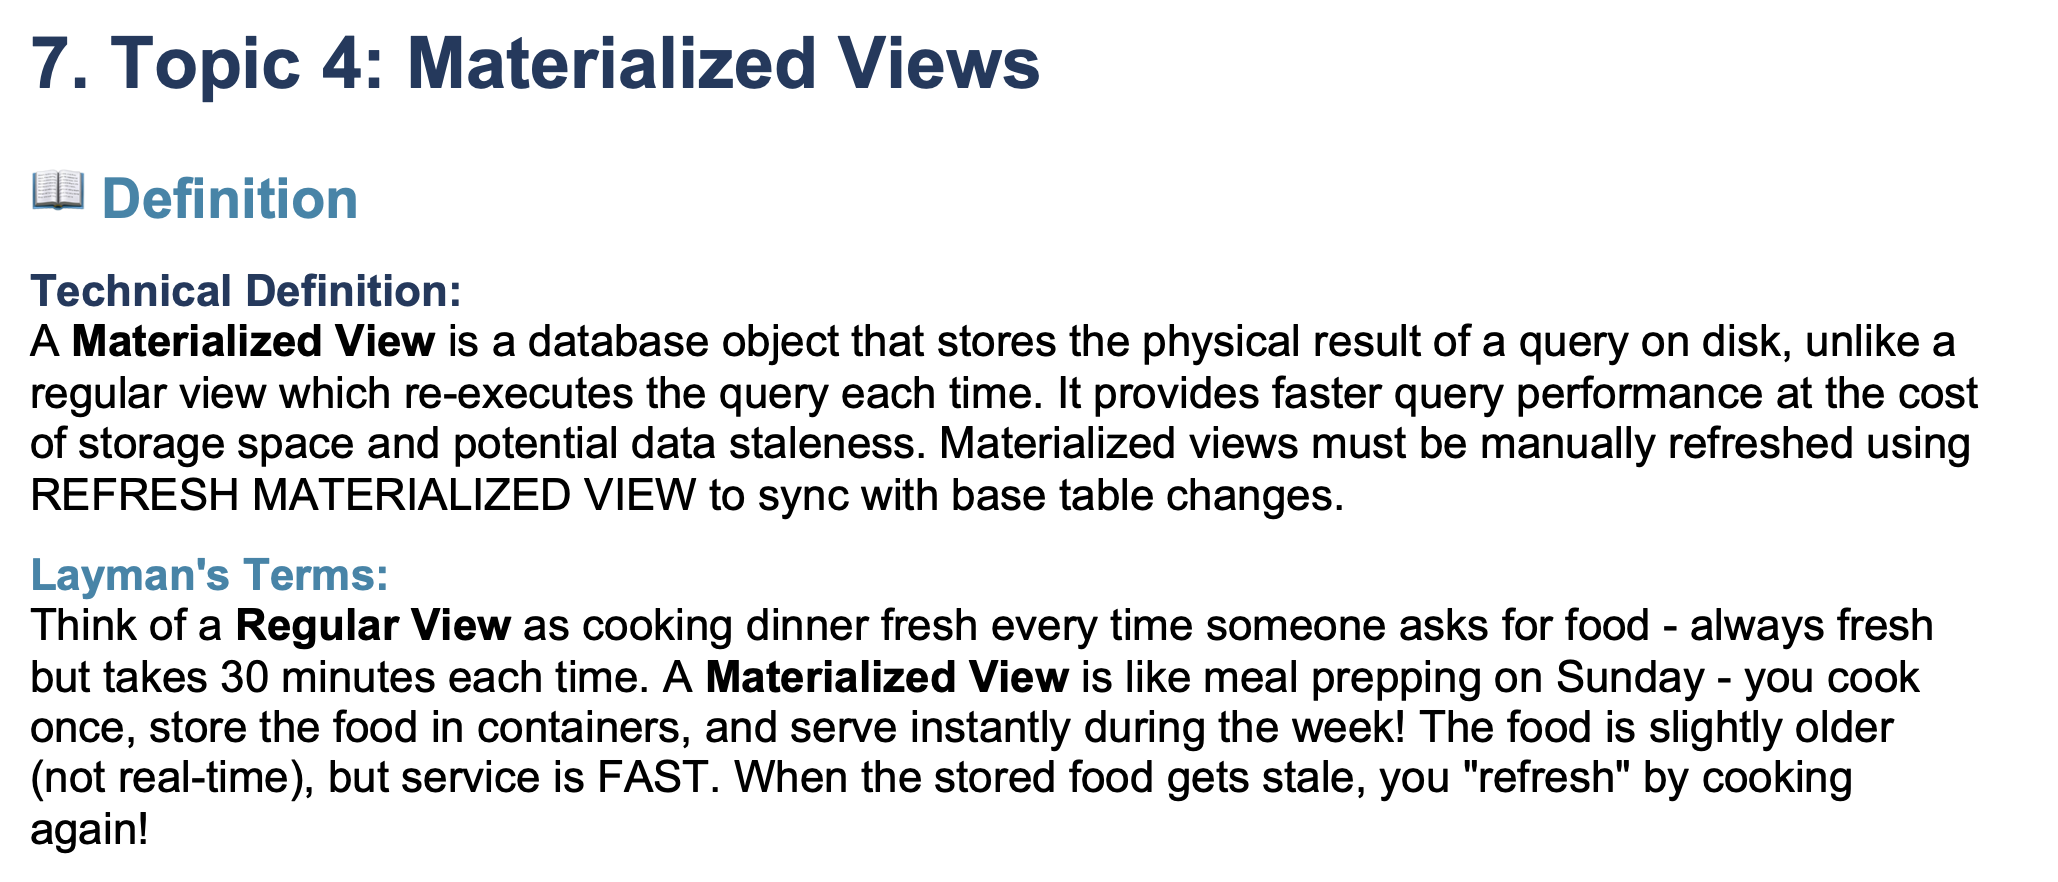 7. Topic 4: Materialized Views
📖 Definition
Technical Definition:
A Materialized View is a database object that stores the physical result of a query on disk, unlike a
regular view which re-executes the query each time. It provides faster query performance at the cost
of storage space and potential data staleness. Materialized views must be manually refreshed using
REFRESH MATERIALIZED VIEW to sync with base table changes.
Layman's Terms:
Think of a Regular View as cooking dinner fresh every time someone asks for food - always fresh
but takes 30 minutes each time. A Materialized View is like meal prepping on Sunday - you cook
once, store the food in containers, and serve instantly during the week! The food is slightly older
(not real-time), but service is FAST. When the stored food gets stale, you "refresh" by cooking
again!